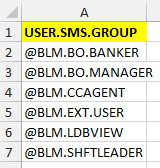 A
1 USER.SMS.GROUP
2 @BLM.BO.BANKER
3 @BLM.BO.MANAGER
4 @BLM.CCAGENT
5 @BLM.EXT.USER
6 @BLM.LDBVIEW
7 @BLM.SHFTLEADER